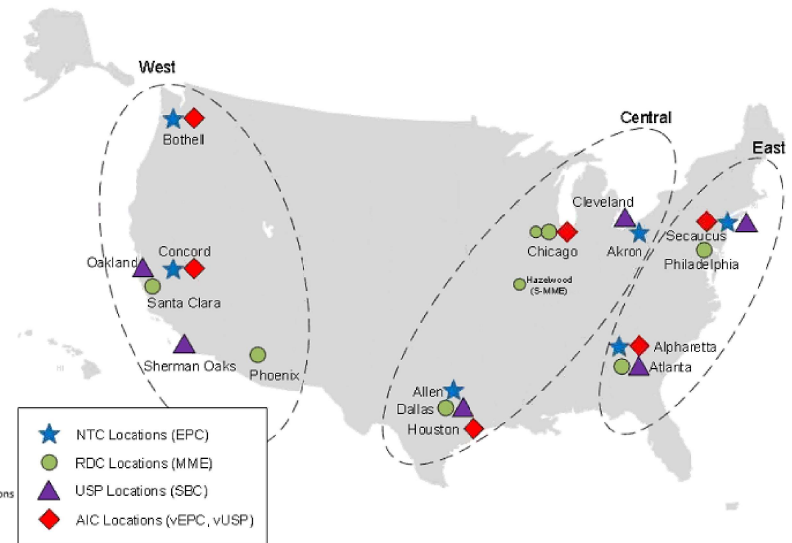 West
Central
East
Bothell
Cleveland
Secaucus
Oakland
Concord
Chicago
Akron
Philadelphia
Hazelwood
(S-MME)
Santa Clara
Sherman Oaks
Phoenix
Alpharetta
Atlanta
Allen
Dallas
Houston
NTC Locations (EPC)
RDC Locations (MME)
USP Locations (SBC)
AIC Locations (vEPC, vUSP)